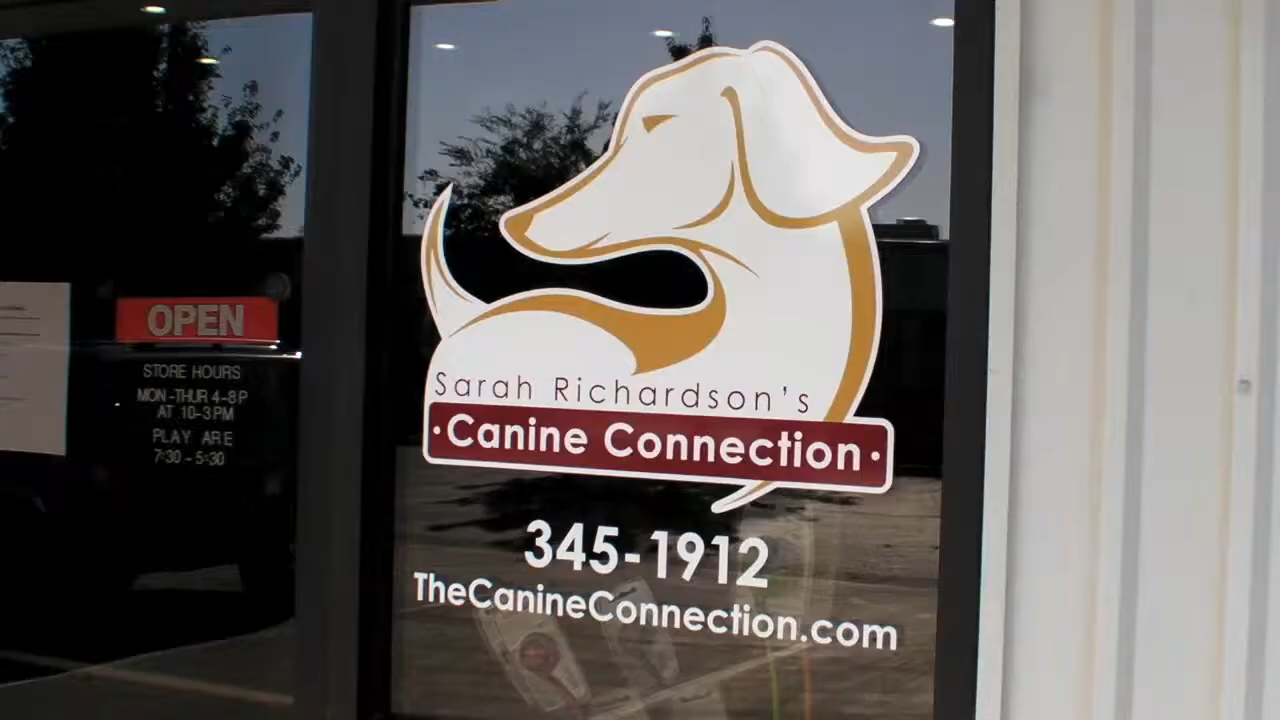 OPEN
STORE HOURS
MON-THUR 4-8P
AT 10-3PM
PLAY ARE
7:30-5:30
Sarah Richardson's
·Canine Connection·
345-1912
TheCanineConnection.com